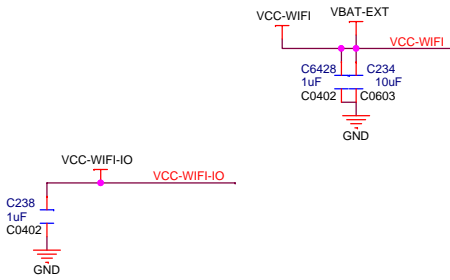 VBAT-EXT
VCC-WIFI
VCC-WIFI
C6428 C234
1uF 10uF
C0402 C0603
GND
VCC-WIFI-IO
VCC-WIFI-IO
C238
1uF
C0402
GND